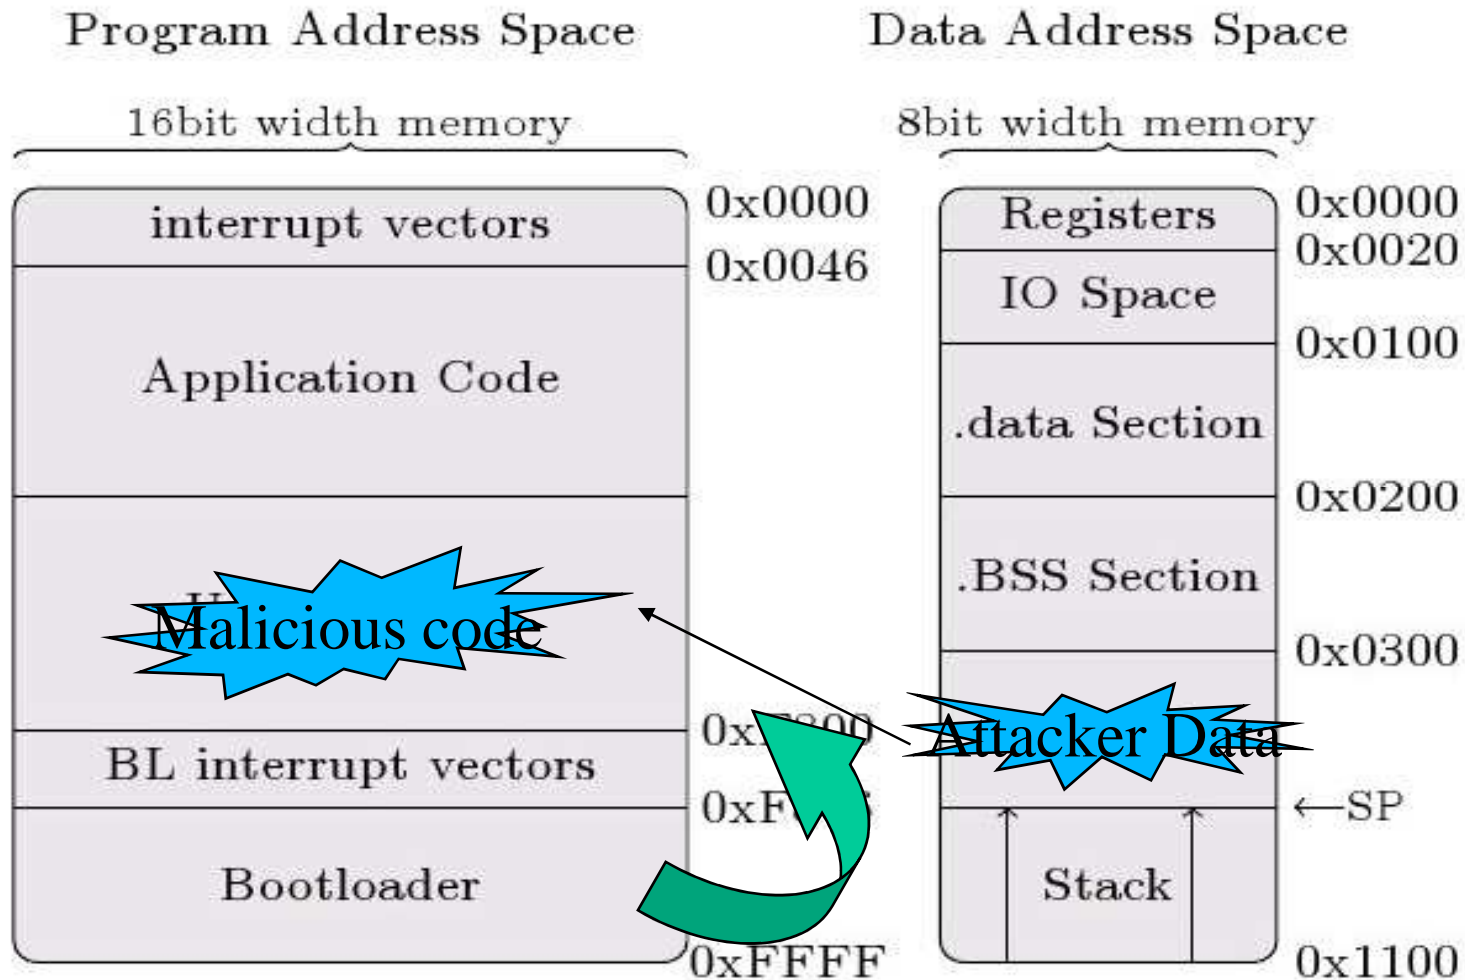 Program Address Space
Data Address Space
16bit width memory
8bit width memory
interrupt vectors
0x0000
0x0046
Application Code
Malicious code
BL interrupt vectors
Bootloader
0xFFFF
Registers
0x0000
0x0020
IO Space
0x0100
.data Section
0x0200
.BSS Section
0x0300
Attacker Data
←SP
Stack
0x1100